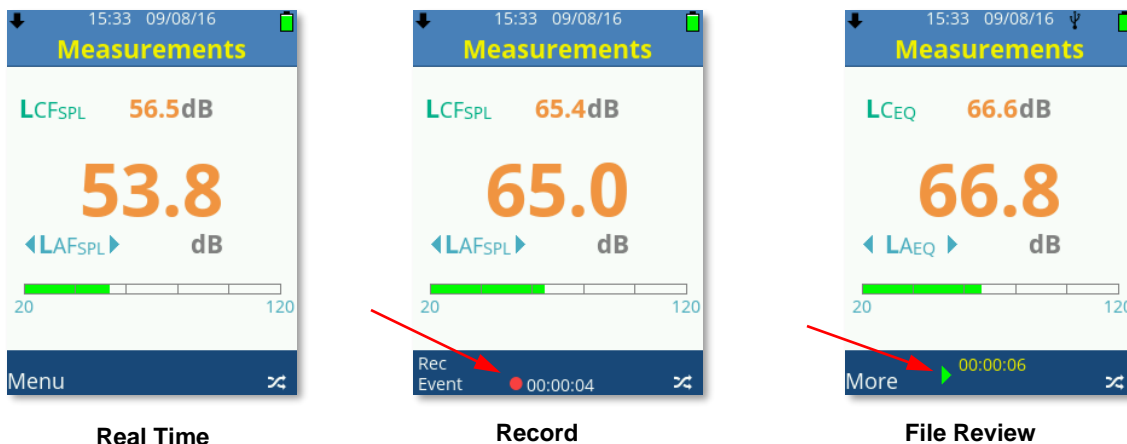 15:33 09/08/16
Measurements
LCFSPL 56.5dB
53.8
LAFSPL dB
20 120
Menu
Real Time
15:33 09/08/16
Measurements
LCFSPL 65.4dB
65.0
LAFSPL dB
20 120
Rec
Event 00:00:04
Record
15:33 09/08/16
Measurements
LCEQ 66.6dB
66.8
LAEQ dB
20 120
00:00:06
More
File Review